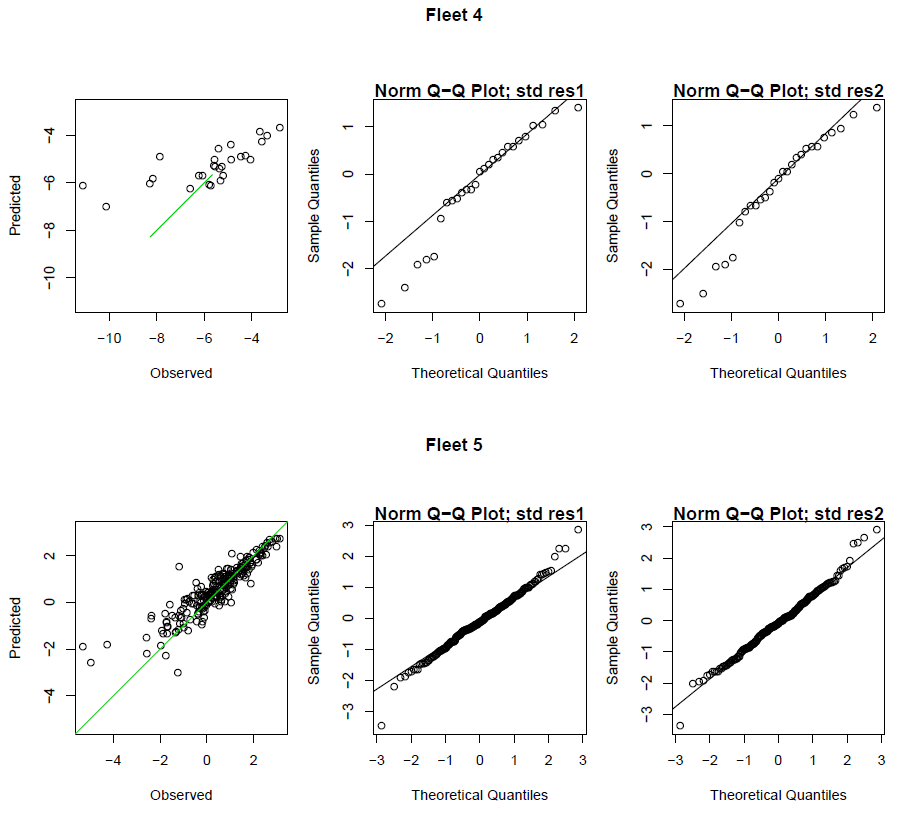 Fleet 4
Norm Q−Q Plot; std res1
Norm Q−Q Plot; std res2
Predicted
−4
−6
−8
−10
−10 −8 −6 −4
Observed
Sample Quantiles
1
0
−1
−2
−2 −1 0 1 2
Theoretical Quantiles
Sample Quantiles
1
0
−1
−2
−2 −1 0 1 2
Theoretical Quantiles
Fleet 5
Norm Q−Q Plot; std res1
Norm Q−Q Plot; std res2
Predicted
2
0
−2
−4
−4 −2 0 2
Observed
Sample Quantiles
3
2
1
0
−1
−2
−3
−3 −2 −1 0 1 2 3
Theoretical Quantiles
Sample Quantiles
3
2
1
0
−1
−2
−3
−3 −2 −1 0 1 2 3
Theoretical Quantiles